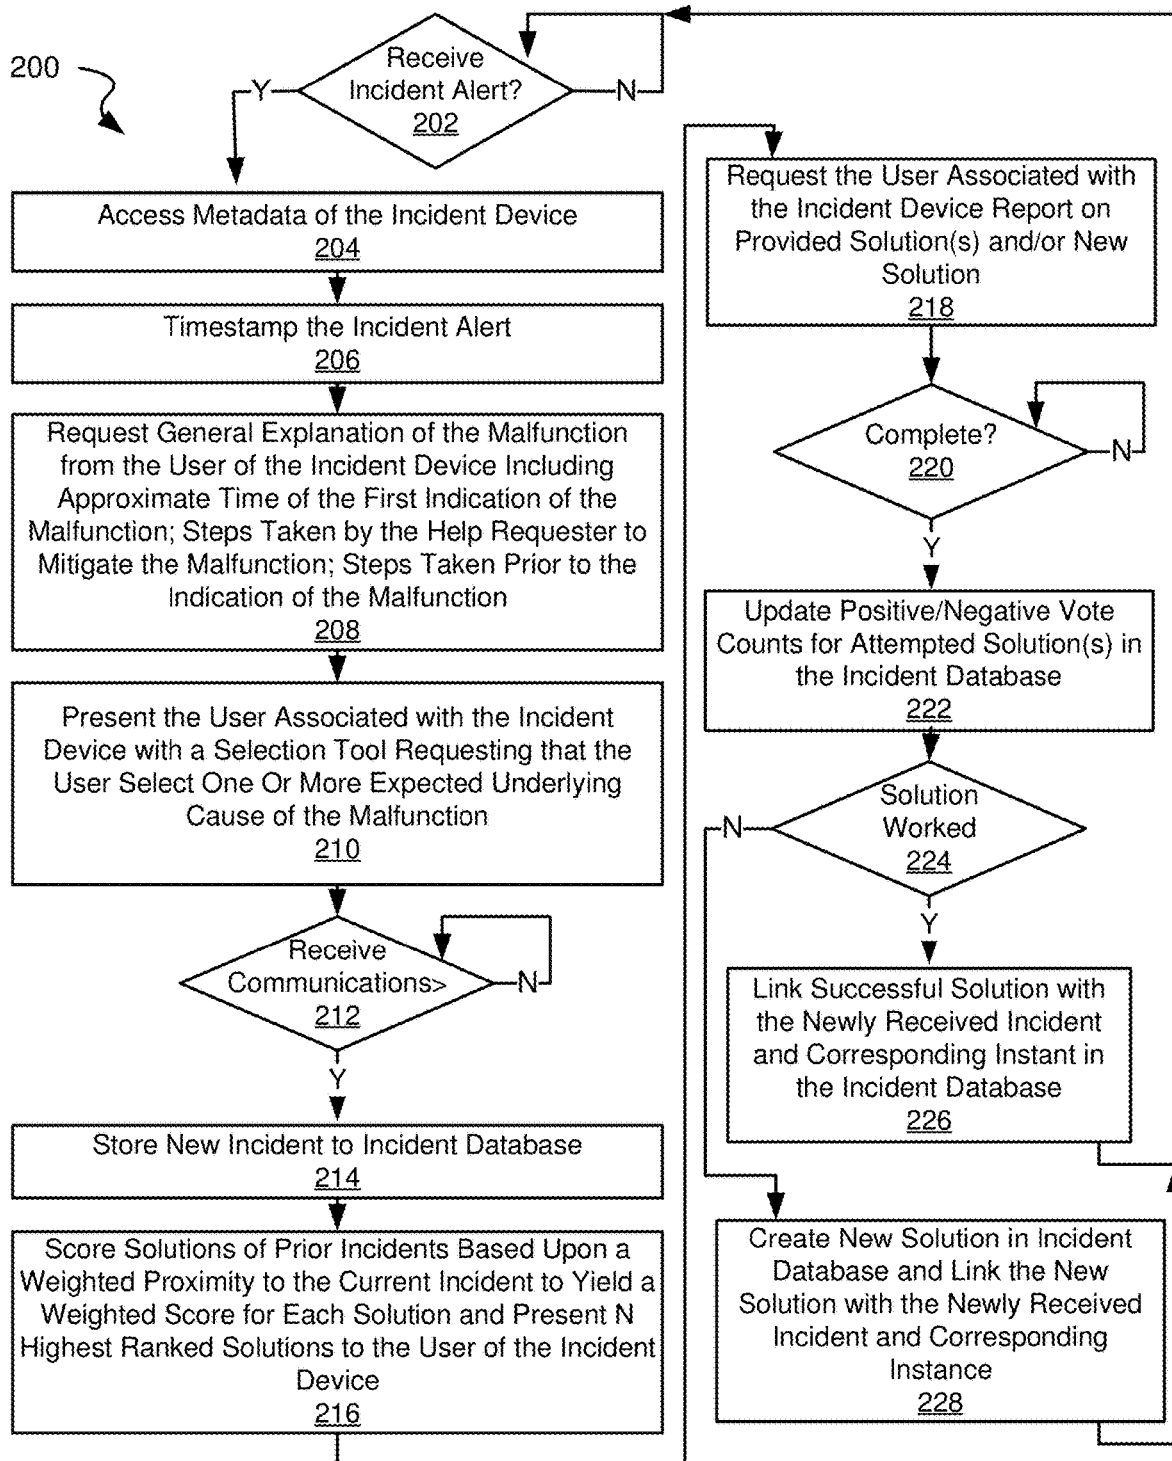 200
Receive
Incident Alert?
202
Y
N
Access Metadata of the Incident Device
204
Timestamp the Incident Alert
206
Request General Explanation of the Malfunction
from the User of the Incident Device Including
Approximate Time of the First Indication of the
Malfunction; Steps Taken by the Help Requester to
Mitigate the Malfunction; Steps Taken Prior to the
Indication of the Malfunction
208
Present the User Associated with the Incident
Device with a Selection Tool Requesting that the
User Select One Or More Expected Underlying
Cause of the Malfunction
210
Receive
Communications>
212
N
Y
Store New Incident to Incident Database
214
Score Solutions of Prior Incidents Based Upon a
Weighted Proximity to the Current Incident to Yield a
Weighted Score for Each Solution and Present N
Highest Ranked Solutions to the User of the Incident
Device
216
Request the User Associated with
the Incident Device Report on
Provided Solution(s) and/or New
Solution
218
Complete?
220
N
Y
Update Positive/Negative Vote
Counts for Attempted Solution(s) in
the Incident Database
222
Solution
Worked
224
N
Y
Link Successful Solution with
the Newly Received Incident
and Corresponding Instant in
the Incident Database
226
Create New Solution in Incident
Database and Link the New
Solution with the Newly Received
Incident and Corresponding
Instance
228